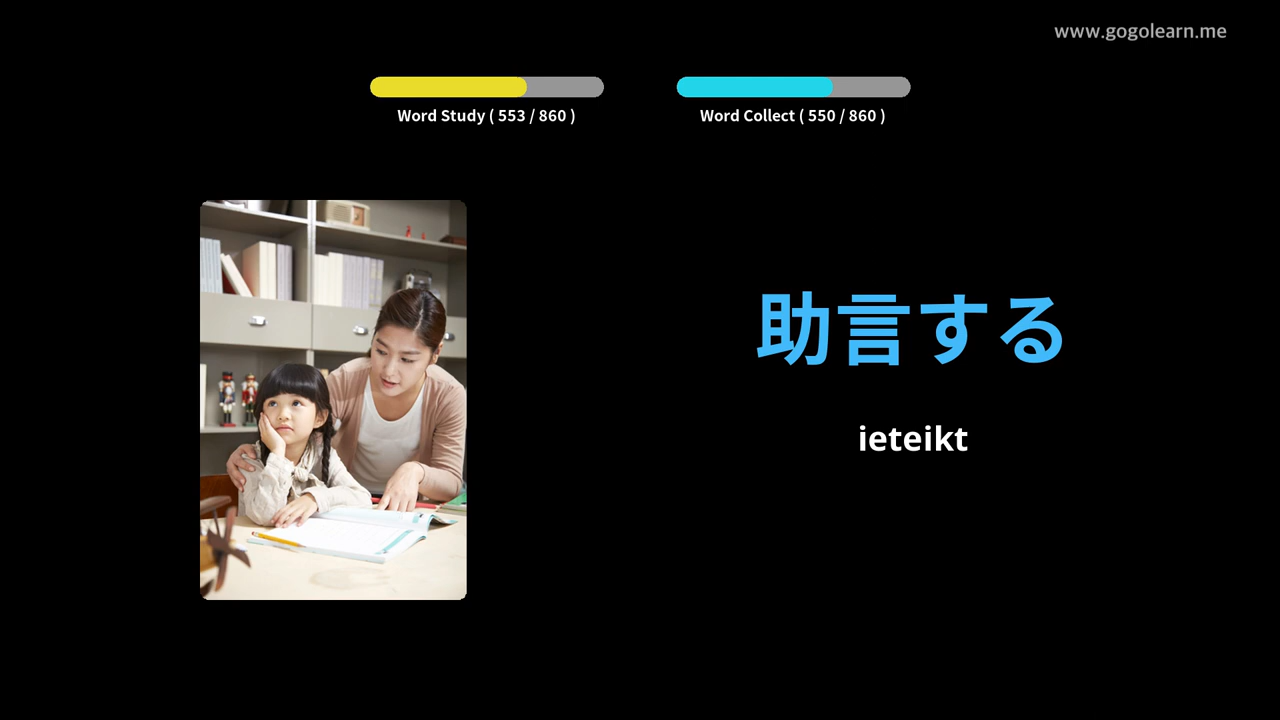 www.gogolearn.me
Word Study ( 553 / 860 )
Word Collect ( 550 / 860 )
助言する
ieteikt